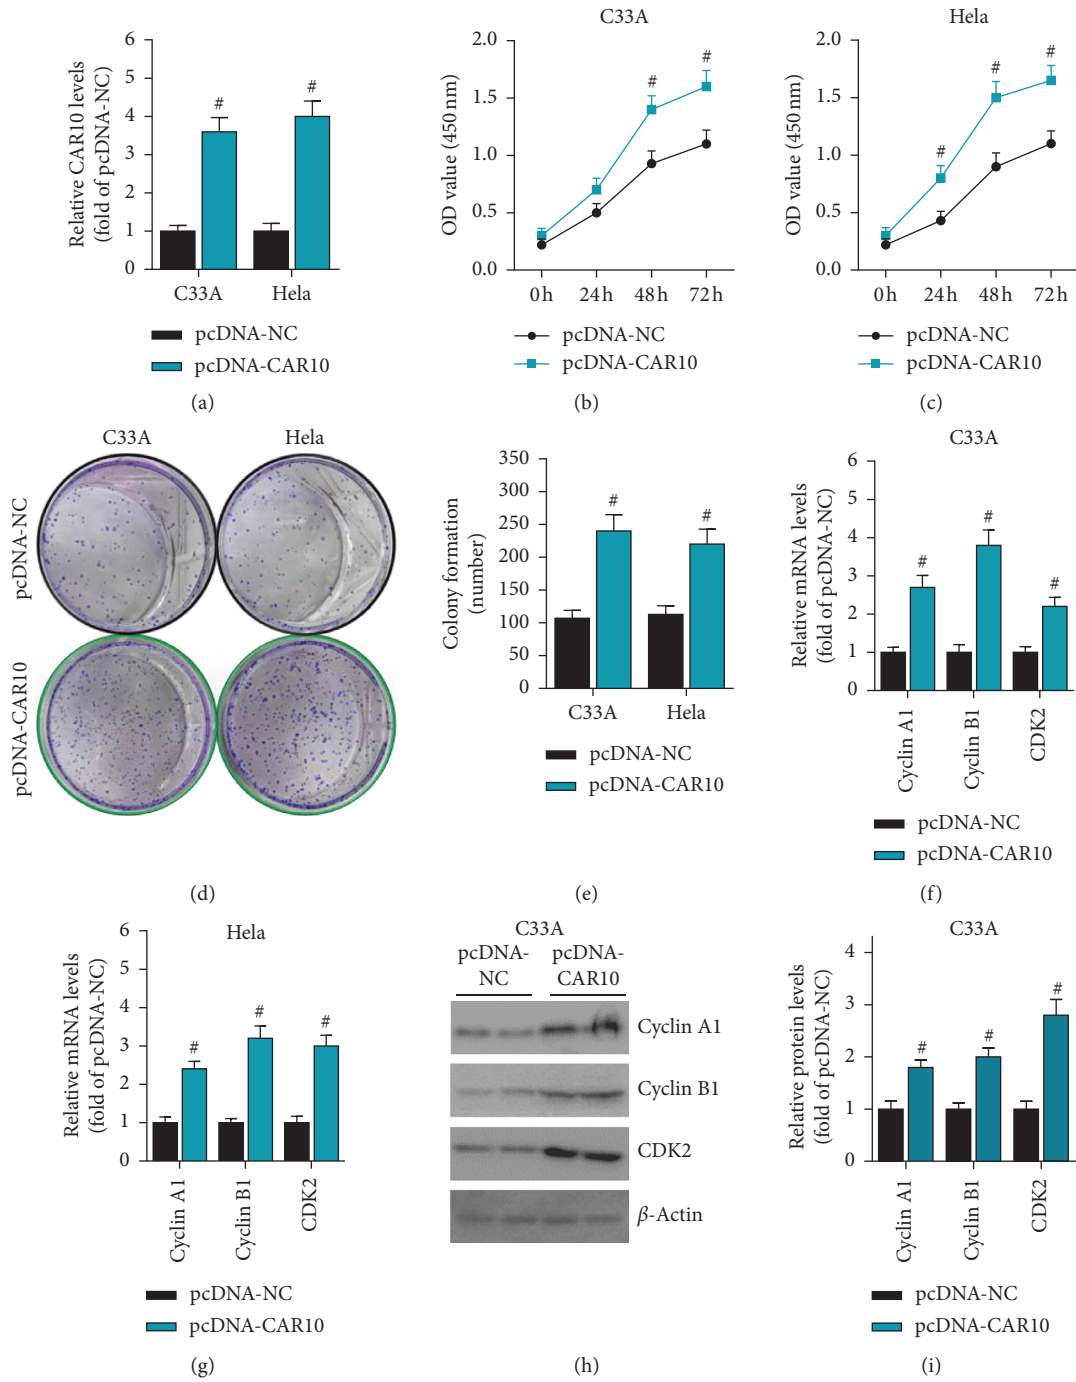 Relative CAR10 levels
(fold of pcDNA-NC)
6
5
4
3
2
1
0
#
#
C33A
Hela
pcDNA-NC
pcDNA-CAR10
(a)
C33A
OD value (450 nm)
2.0
1.5
1.0
0.5
0.0
#
#
0 h
24 h
48 h
72 h
pcDNA-NC
pcDNA-CAR10
(b)
Hela
OD value (450 nm)
2.0
1.5
1.0
0.5
0.0
#
#
#
0 h
24 h
48 h
72 h
pcDNA-NC
pcDNA-CAR10
(c)
C33A
Hela
pcDNA-NC
pcDNA-CAR10
(d)
Colony formation
(number)
350
300
250
200
150
100
50
0
#
#
C33A
Hela
pcDNA-NC
pcDNA-CAR10
(e)
C33A
Relative mRNA levels
(fold of pcDNA-NC)
6
5
4
3
2
1
0
#
#
#
Cyclin A1
Cyclin B1
CDK2
pcDNA-NC
pcDNA-CAR10
(f)
Hela
Relative mRNA levels
(fold of pcDNA-NC)
6
5
4
3
2
1
0
#
#
#
Cyclin A1
Cyclin B1
CDK2
pcDNA-NC
pcDNA-CAR10
(g)
C33A
pcDNA-
NC
pcDNA-
CAR10
Cyclin A1
Cyclin B1
CDK2
β-Actin
(h)
C33A
Relative protein levels
(fold of pcDNA-NC)
4
3
2
1
0
#
#
#
Cyclin A1
Cyclin B1
CDK2
pcDNA-NC
pcDNA-CAR10
(i)